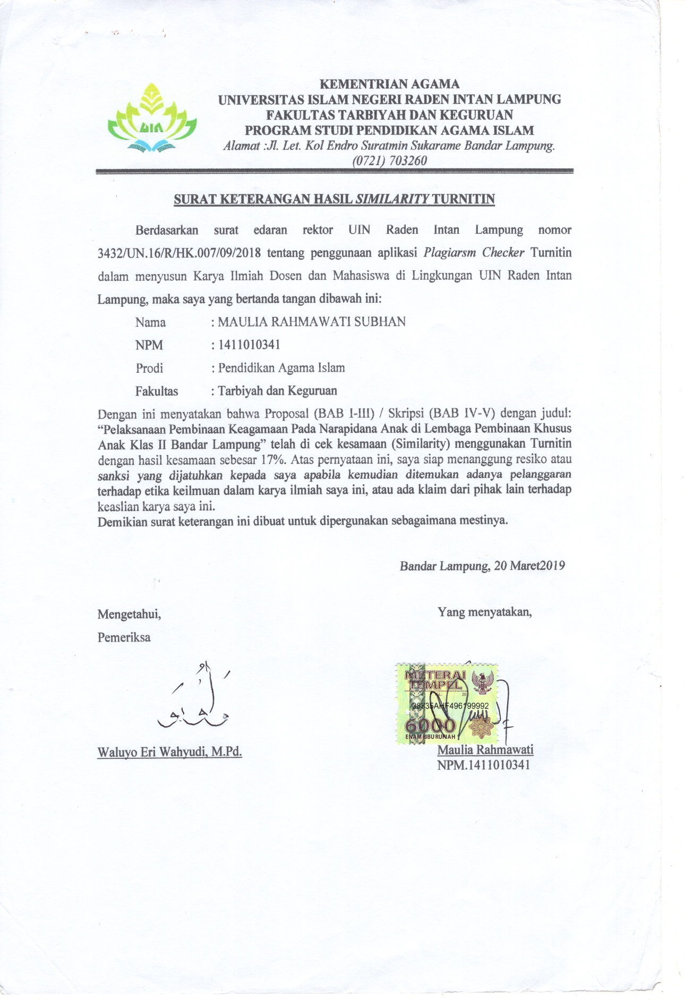 KEMENTRIAN AGAMA
UNIVERSITAS ISLAM NEGERI RADEN INTAN LAMPUNG
FAKULTAS TARBIYAH DAN KEGURUAN
PROGRAM STUDI PENDIDIKAN AGAMA ISLAM
Alamat :Jl. Let. Kol Endro Suratmin Sukarame Bandar Lampung.
(0721) 703260
UIN
SURAT KETERANGAN HASIL SIMILARITY TURNITIN
Berdasarkan surat edaran rektor UIN Raden Intan Lampung nomor
3432/UN.16/R/HK.007/09/2018 tentang penggunaan aplikasi Plagiarsm Checker Turnitin
dalam menyusun Karya Ilmiah Dosen dan Mahasiswa di Lingkungan UIN Raden Intan
Lampung, maka saya yang bertanda tangan dibawah ini:
Nama : MAULIA RAHMAWATI SUBHAN
NPM : 1411010341
Prodi : Pendidikan Agama Islam
Fakultas : Tarbiyah dan Keguruan
Dengan ini menyatakan bahwa Proposal (BAB I-III) / Skripsi (BAB IV-V) dengan judul:
“Pelaksanaan Pembinaan Keagamaan Pada Narapidana Anak di Lembaga Pembinaan Khusus
Anak Klas II Bandar Lampung” telah di cek kesamaan (Similarity) menggunakan Turnitin
dengan hasil kesamaan sebesar 17%. Atas pernyataan ini, saya siap menanggung resiko atau
sanksi yang dijatuhkan kepada saya apabila kemudian ditemukan adanya pelanggaran
terhadap etika keilmuan dalam karya ilmiah saya ini, atau ada klaim dari pihak lain terhadap
keaslian karya saya ini.
Demikian surat keterangan ini dibuat untuk dipergunakan sebagaimana mestinya.
Bandar Lampung, 20 Maret2019
Mengetahui,
Pemeriksa
Yang menyatakan,
METERAI
TEMPEL
TGL. 20
38835AHF496199992
6000
ENAM RIBU RUPIAH
Waluyo Eri Wahyudi, M.Pd.
Maulia Rahmawati
NPM.1411010341